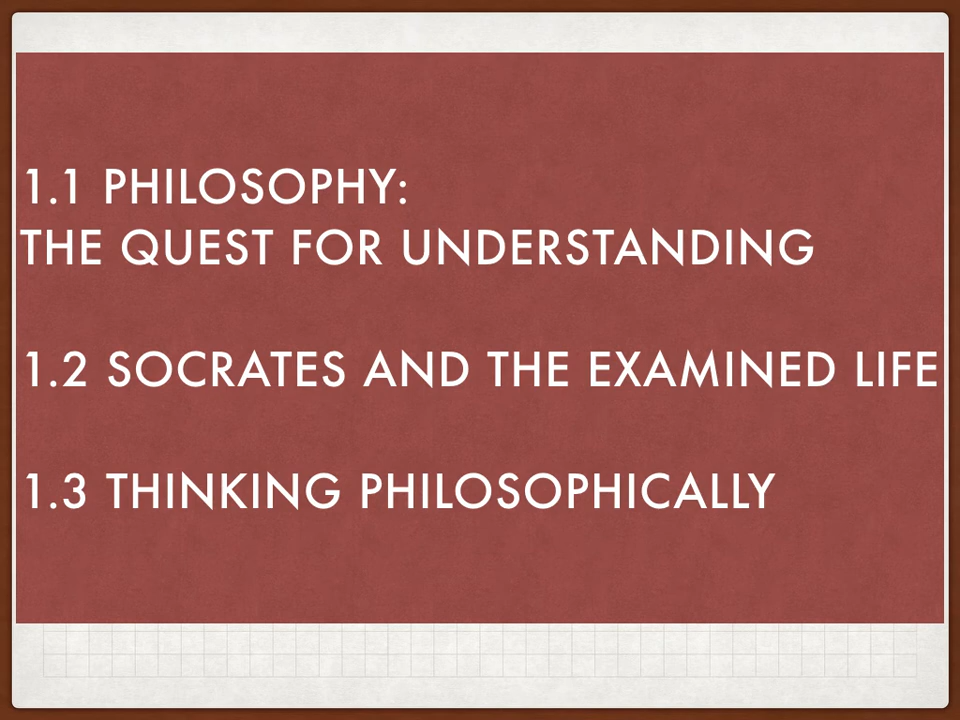 1.1 PHILOSOPHY:
THE QUEST FOR UNDERSTANDING
1.2 SOCRATES AND THE EXAMINED LIFE
1.3 THINKING PHILOSOPHICALLY